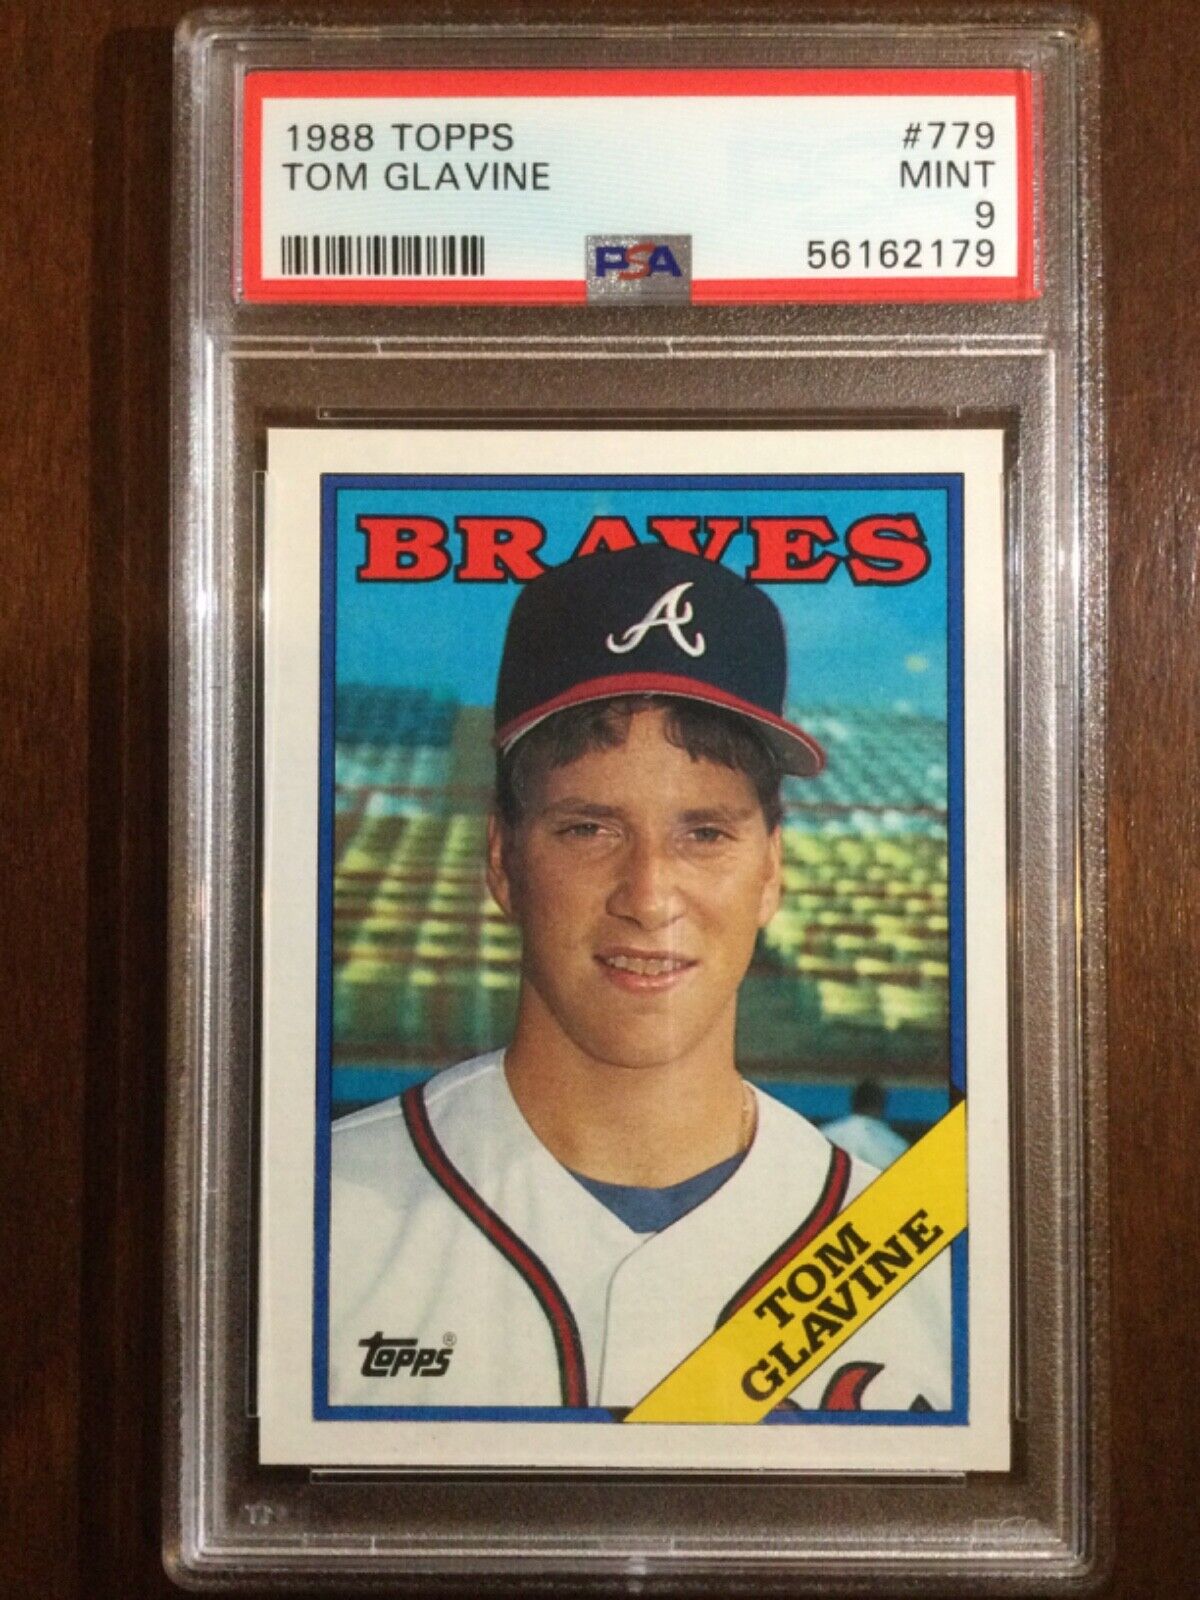 1988 TOPPS #779
TOM GLAVINE MINT
9
PSA 56162179
BRAVES
A
TOM
GLAVINE
topps®